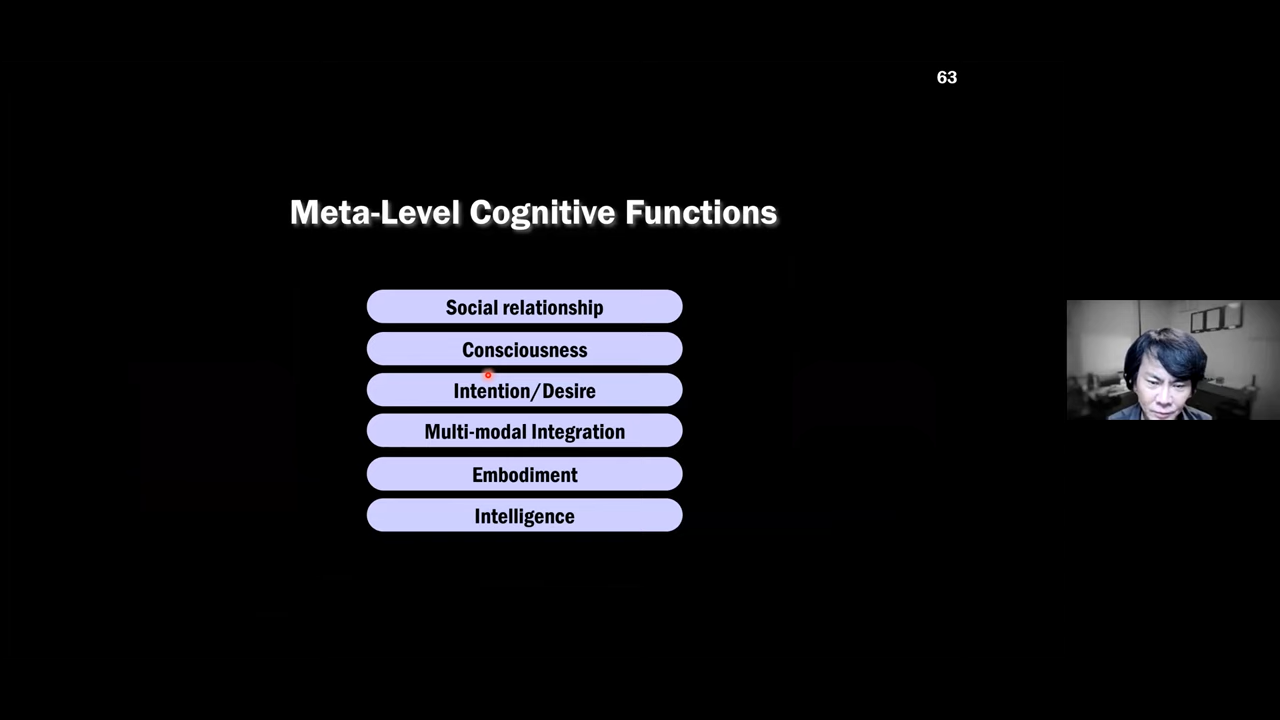 63
Meta-Level Cognitive Functions
Social relationship
Consciousness
Intention/Desire
Multi-modal Integration
Embodiment
Intelligence